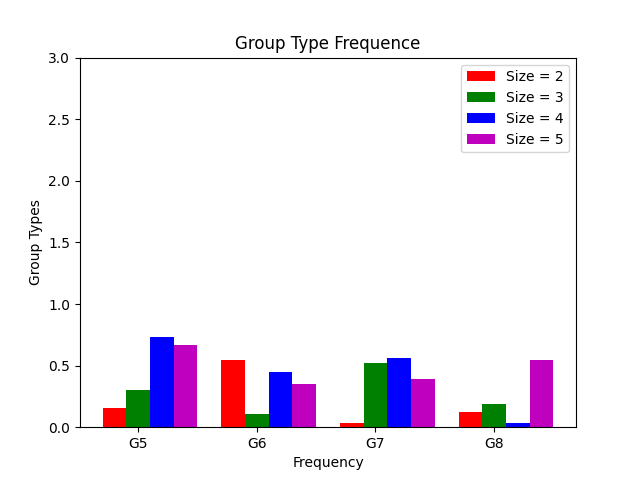 Group Type Frequence
3.0
2.5
2.0
1.5
1.0
0.5
0.0
Group Types
Size = 2
Size = 3
Size = 4
Size = 5
G5 G6 G7 G8
Frequency